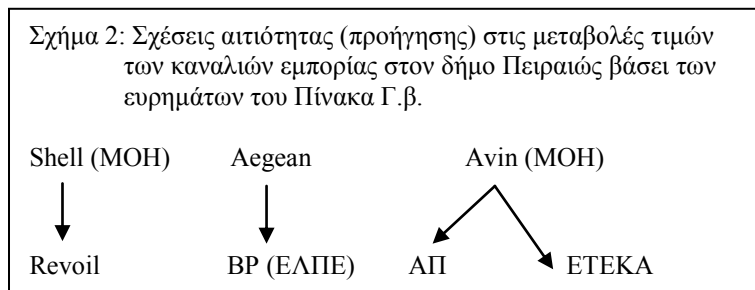 Σχήμα 2: Σχέσεις αιτιότητας (προήγησης) στις μεταβολές τιμών
των καναλιών εμπορίας στον δήμο Πειραιώς βάσει των
ευρημάτων του Πίνακα Γ.β.
Shell (ΜΟΗ) Aegean Avin (ΜΟΗ)
Revoil BP (ΕΛΠΕ) ΑΠ ΕΤΕΚΑ